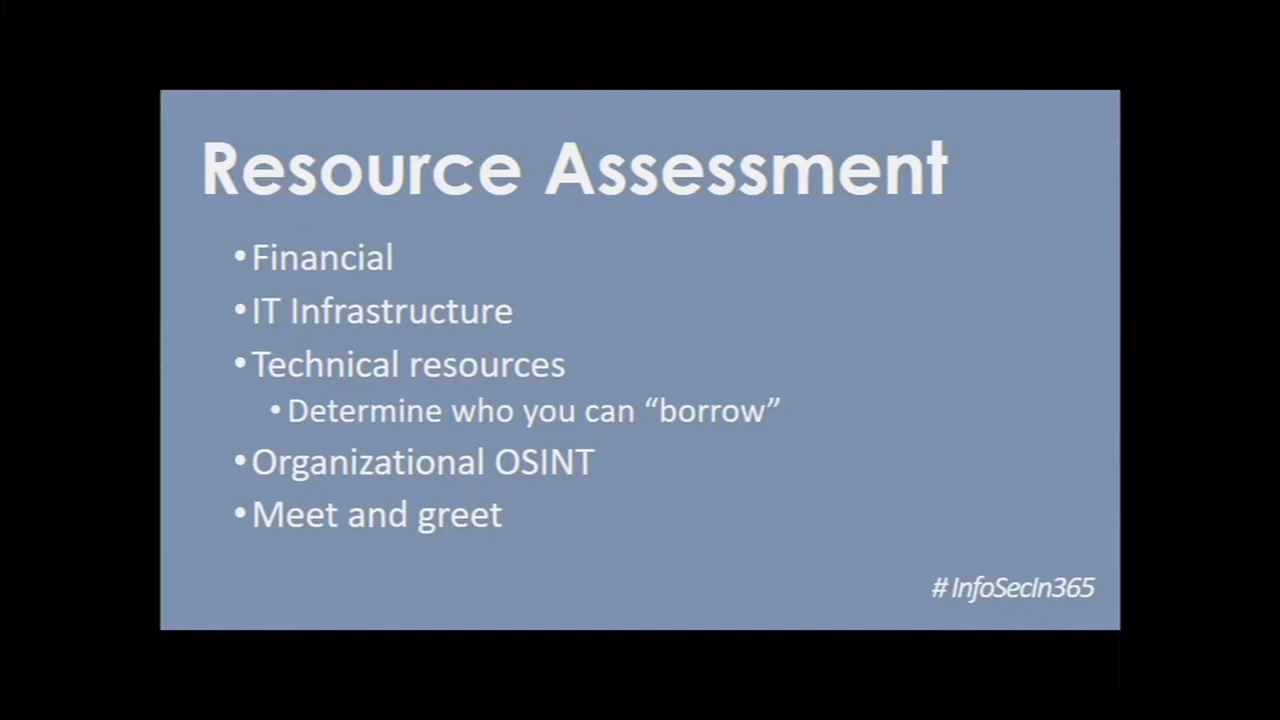 Resource Assessment
•Financial
•IT Infrastructure
•Technical resources
•Determine who you can “borrow”
•Organizational OSINT
•Meet and greet
#InfoSecIn365